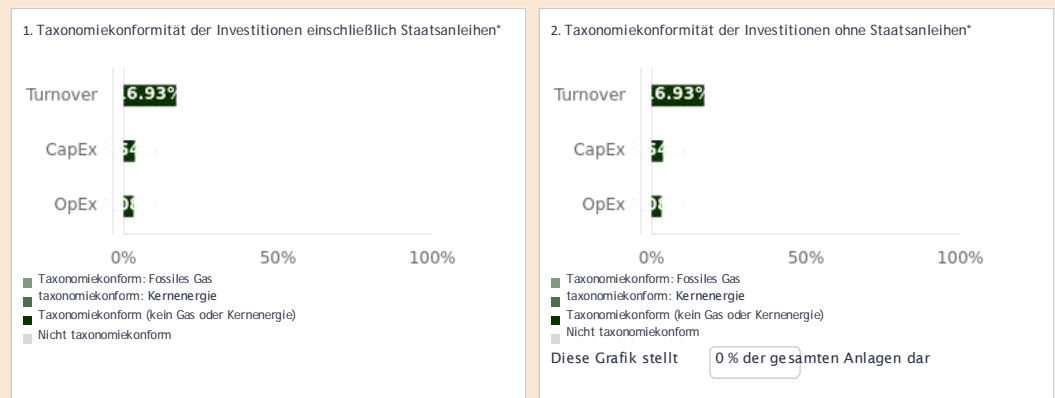 1. Taxonomiekonformität der Investitionen einschließlich Staatsanleihen*
Turnover
6.93%
CapEx
OpEx
0% 50% 100%
Taxonomiekonform: Fossiles Gas
taxonomiekonform: Kernenergie
Taxonomiekonform (kein Gas oder Kernenergie)
Nicht taxonomiekonform
2. Taxonomiekonformität der Investitionen ohne Staatsanleihen*
Turnover
6.93%
CapEx
OpEx
0% 50% 100%
Taxonomiekonform: Fossiles Gas
taxonomiekonform: Kernenergie
Taxonomiekonform (kein Gas oder Kernenergie)
Nicht taxonomiekonform
Diese Grafik stellt 0 % der gesamten Anlagen dar